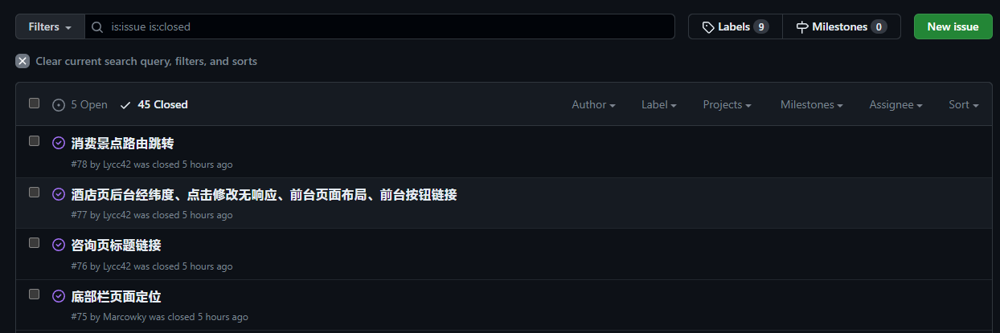 Filters is:issue is:closed Labels 9 Milestones 0 New issue
Clear current search query, filters, and sorts
5 Open 45 Closed Author Label Projects Milestones Assignee Sort
消费景点路由跳转
#78 by Lycc42 was closed 5 hours ago
酒店页后台经纬度、点击修改无响应、前台页面布局、前台按钮链接
#77 by Lycc42 was closed 5 hours ago
咨询页标题链接
#76 by Lycc42 was closed 5 hours ago
底部栏页面定位
#75 by Marcowky was closed 5 hours ago